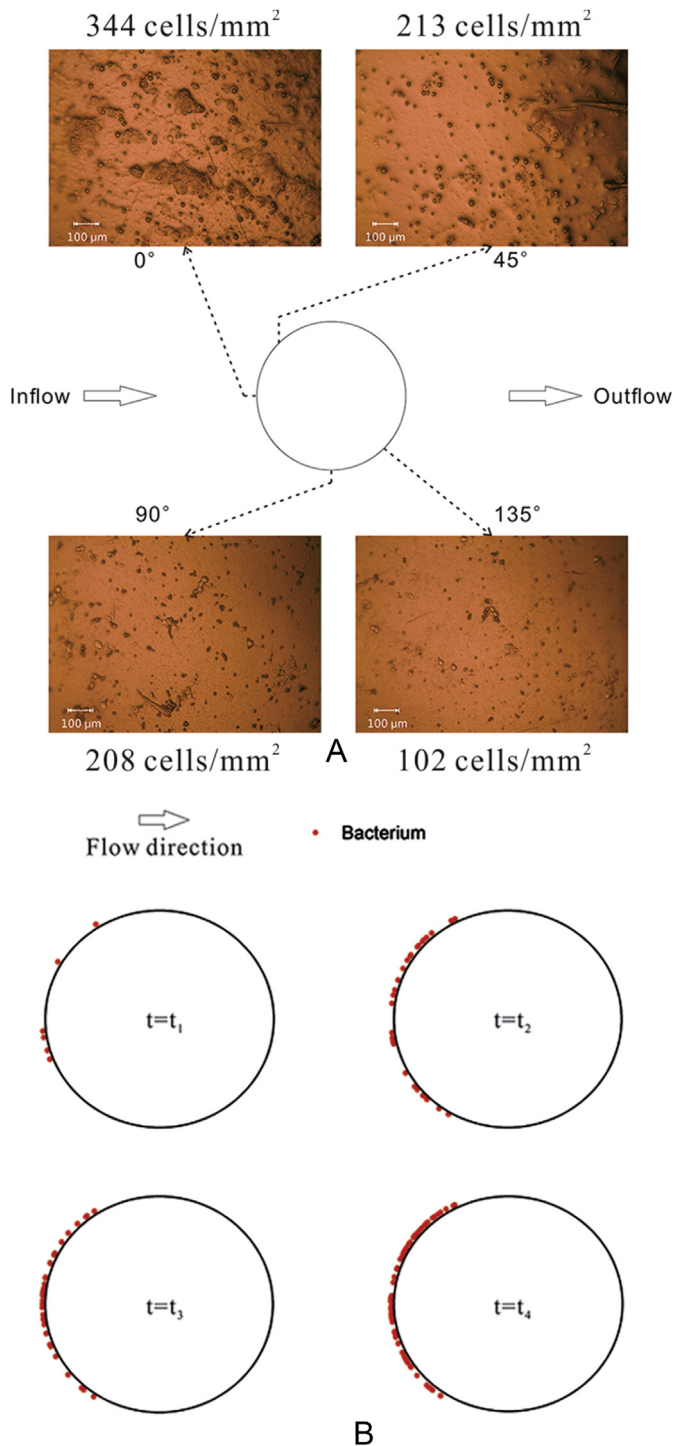 344 cells/mm² 213 cells/mm²
100 µm 100 µm
0° 45°
Inflow Outflow
90° 135°
100 µm 100 µm
A
208 cells/mm² 102 cells/mm²
Flow direction Bacterium
t=t₁ t=t₂
t=t₃ t=t₄
B